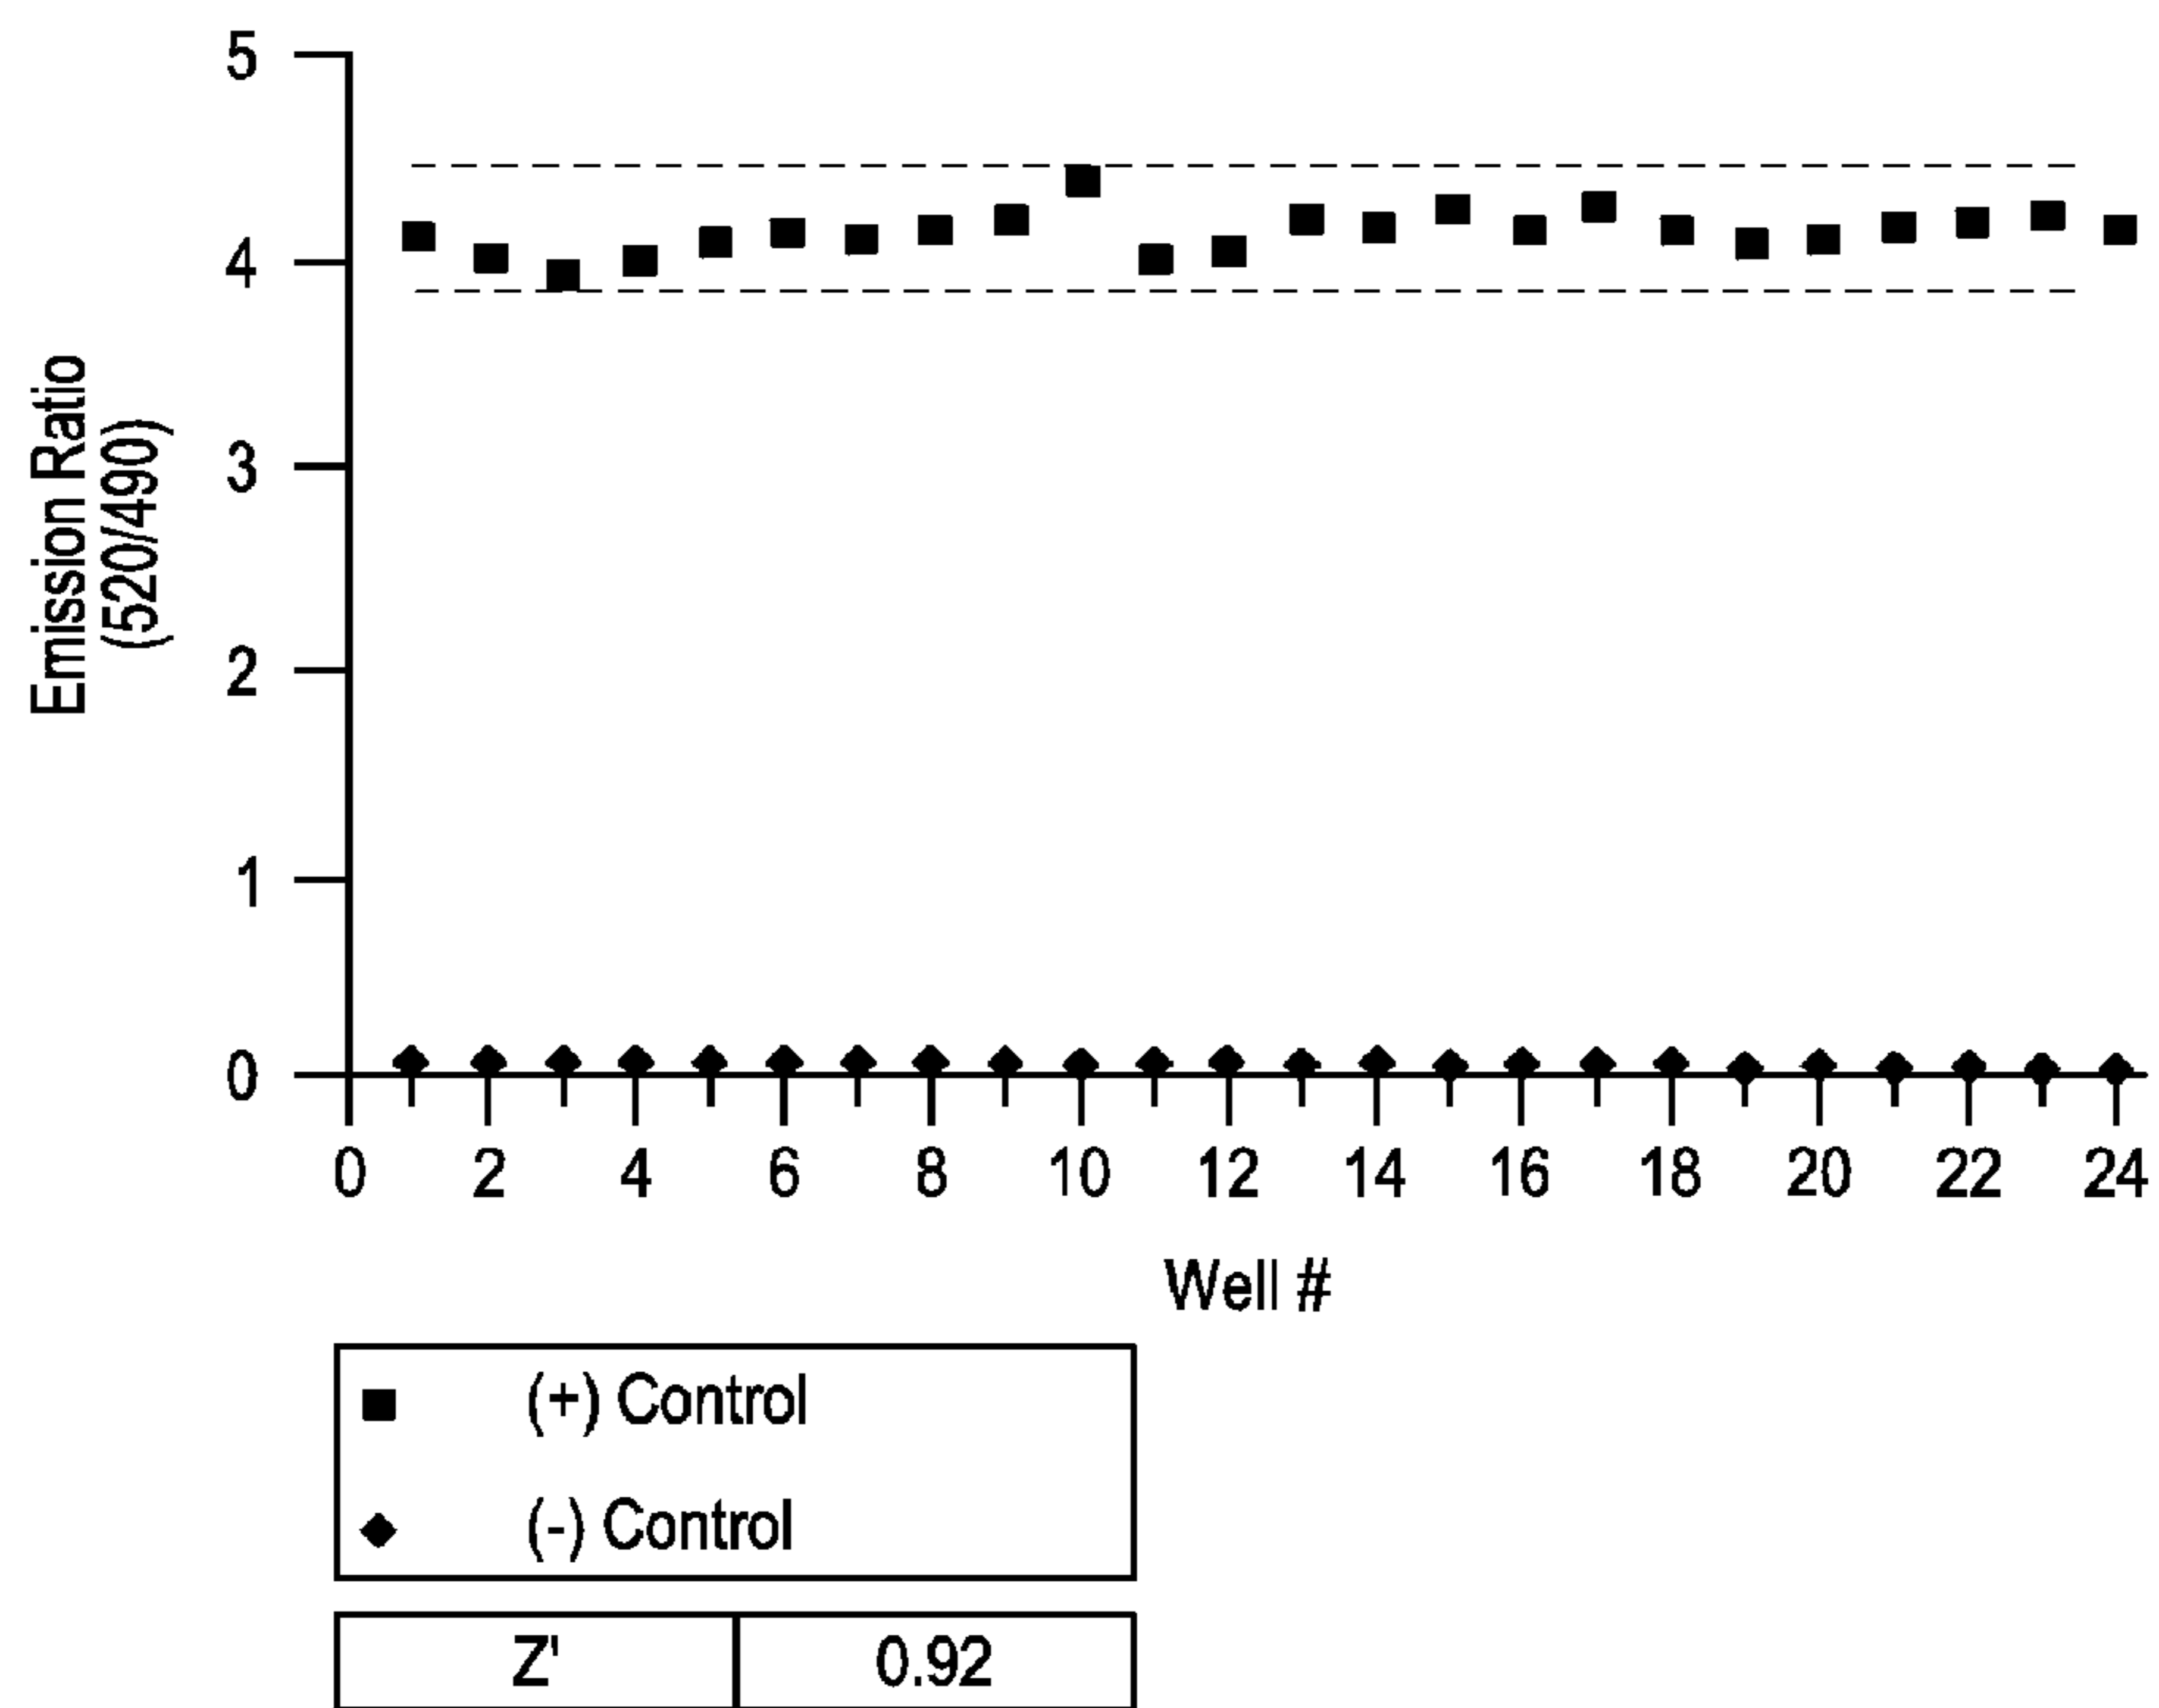 5
4
3
2
1
0
Emission Ratio
(520/490)
0 2 4 6 8 10 12 14 16 18 20 22 24
Well #
(+) Control
(-) Control
Z' 0.92